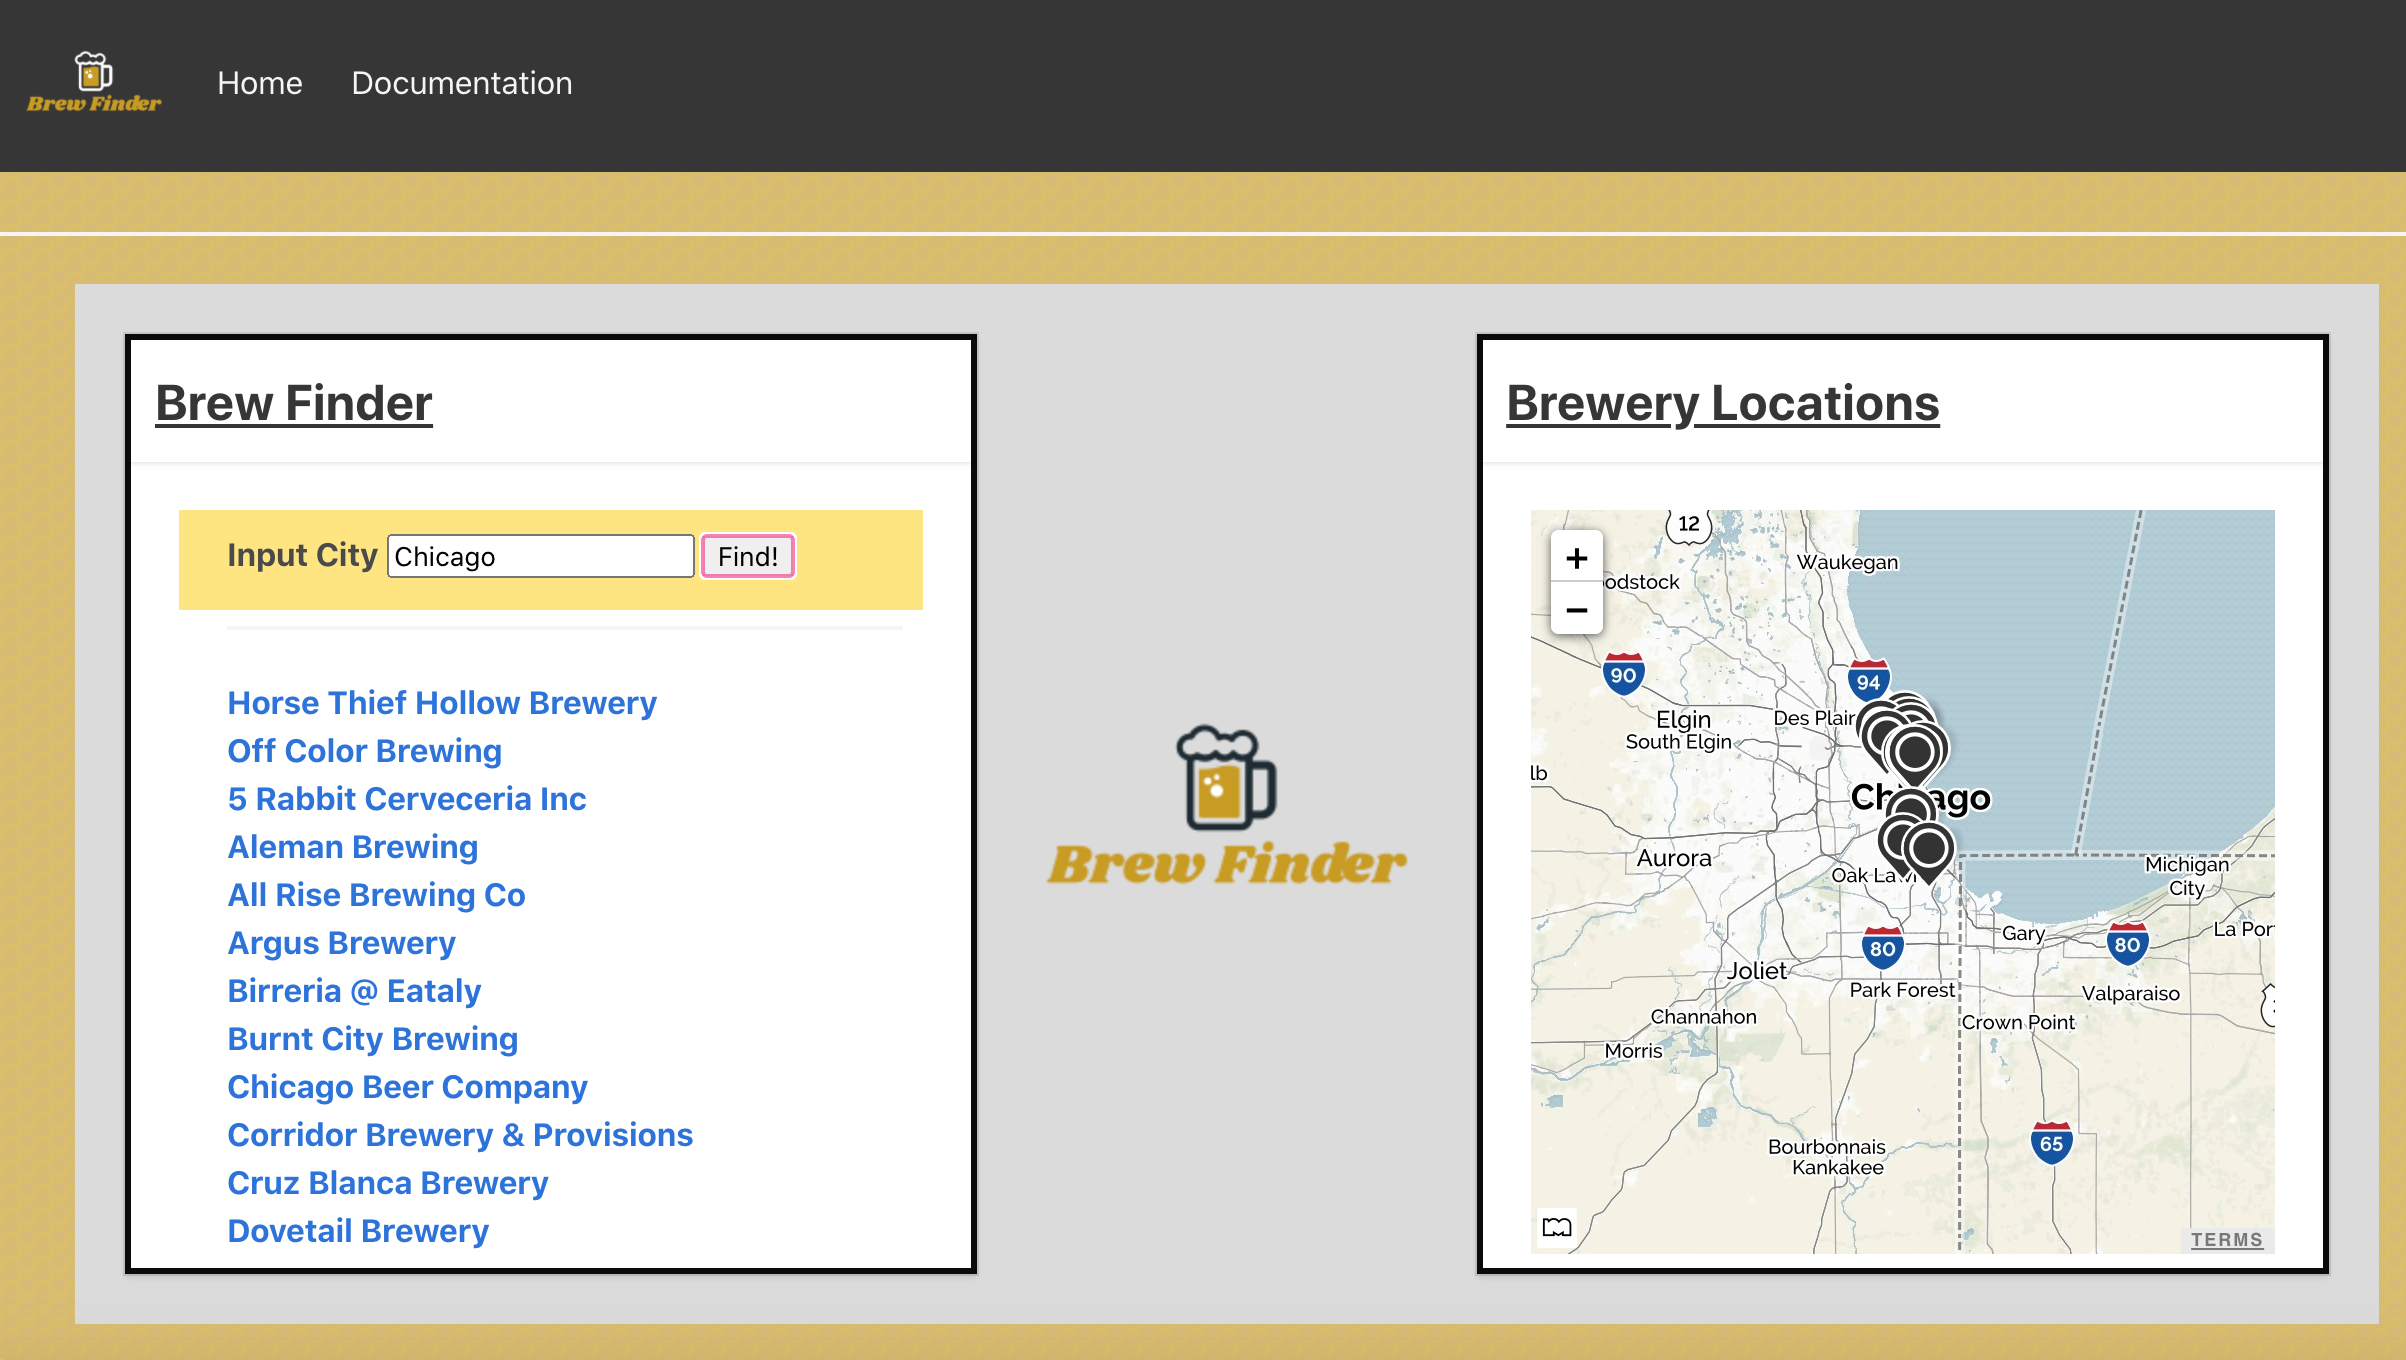 Brew Finder
Home
Documentation
Brew Finder
Input City Chicago Find!
Horse Thief Hollow Brewery
Off Color Brewing
5 Rabbit Cerveceria Inc
Aleman Brewing
All Rise Brewing Co
Argus Brewery
Birreria @ Eataly
Burnt City Brewing
Chicago Beer Company
Corridor Brewery & Provisions
Cruz Blanca Brewery
Dovetail Brewery
Brew Finder
Brewery Locations
+
−
12
Waukegan
odstock
90
94
Elgin
Des Plair
South Elgin
lb
Ch ago
Aurora
Oak La
Michigan
City
Gary
La Por
80
80
Joliet
Park Forest
Valparaiso
Channahon
Crown Point
Morris
65
Bourbonnais
Kankakee
TERMS